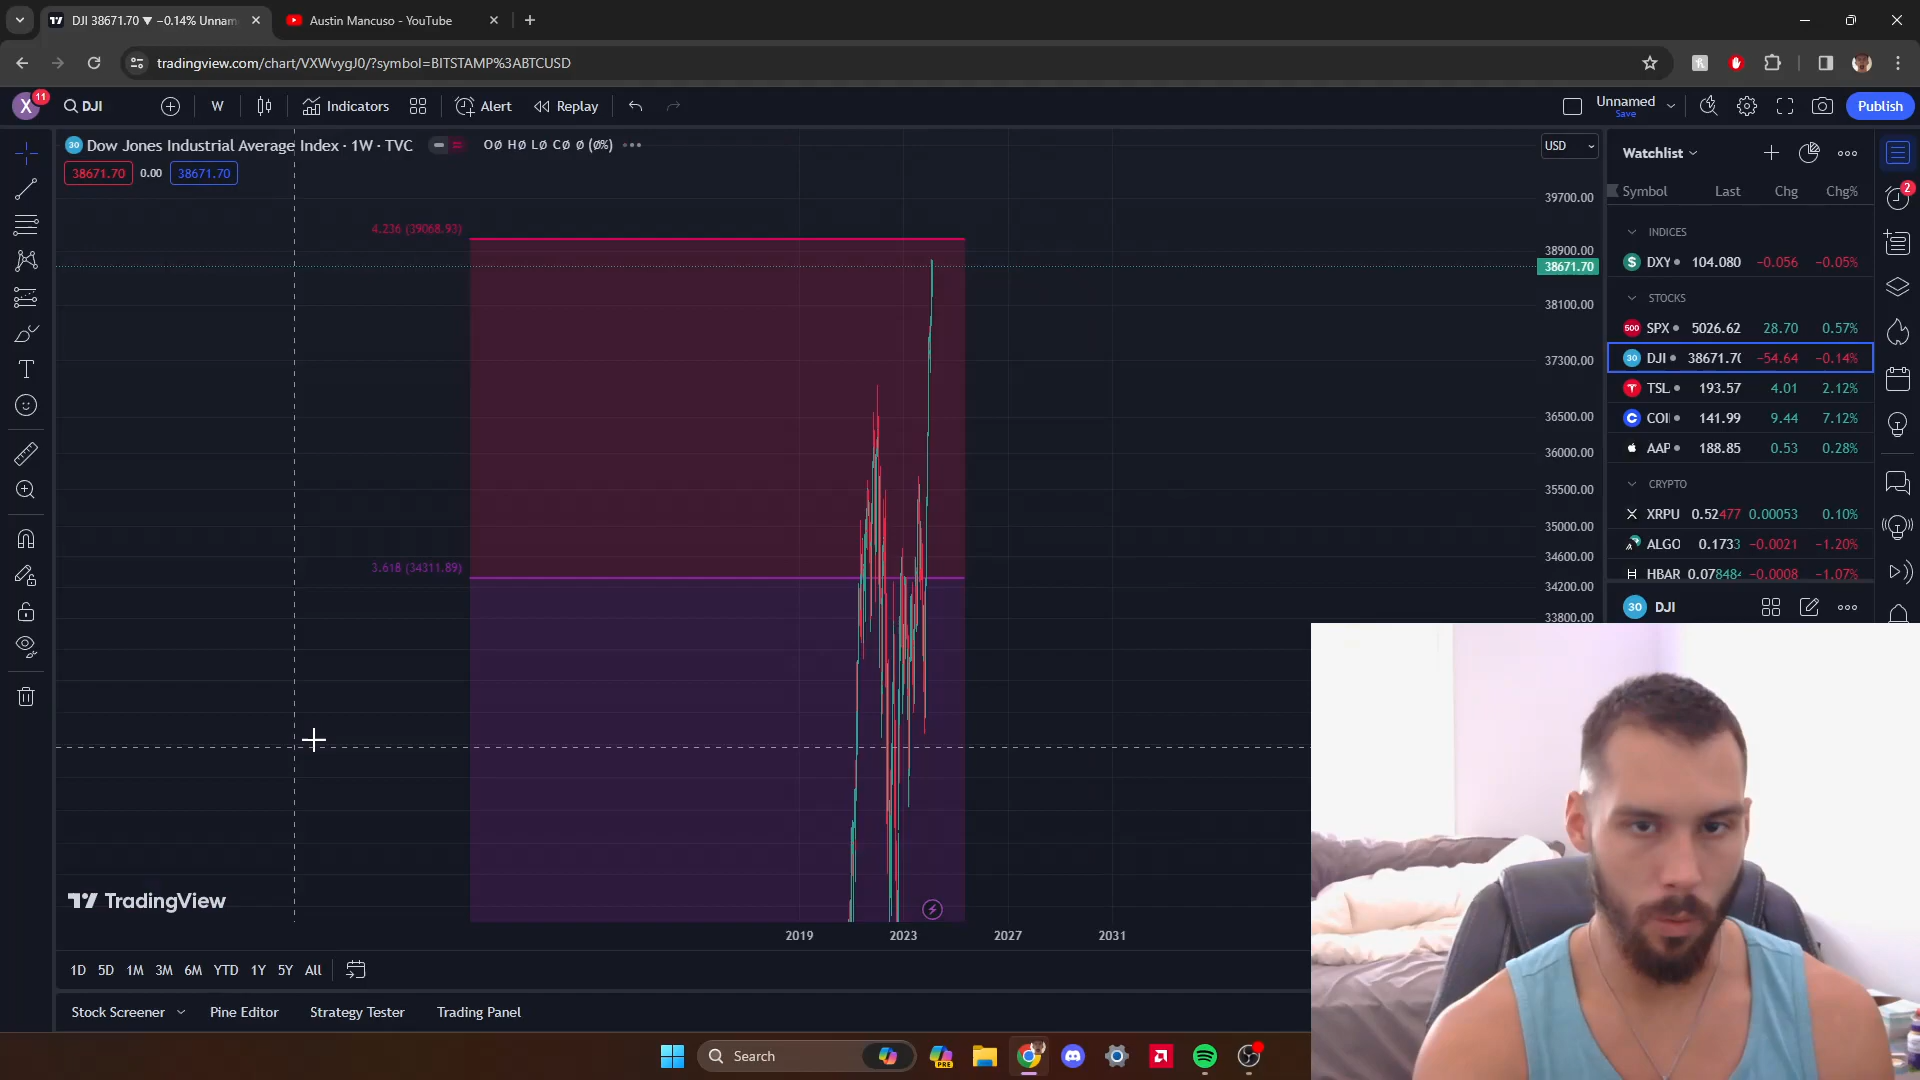 DJI 38671.70 ▼ −0.14% Unnam
Austin Mancuso - YouTube
tradingview.com/chart/VXWvygJ0/?symbol=BITSTAMP%3ABTCUSD
X 11 DJI W Indicators Alert Replay Unnamed Save Publish
30 Dow Jones Industrial Average Index · 1W · TVC O∅ H∅ L∅ C∅ ∅ (∅%)
38671.70 0.00 38671.70
USD
39700.00
38900.00
38671.70
38100.00
37300.00
36500.00
36000.00
35500.00
35000.00
34600.00
34200.00
33800.00
4.236 (39068.93)
3.618 (34311.89)
TradingView
2019 2023 2027 2031
1D 5D 1M 3M 6M YTD 1Y 5Y All
Stock Screener Pine Editor Strategy Tester Trading Panel
Watchlist
Symbol Last Chg Chg%
INDICES
$ DXY 104.080 −0.056 −0.05%
STOCKS
500 SPX 5026.62 28.70 0.57%
30 DJI 38671.70 −54.64 −0.14%
T TSL 193.57 4.01 2.12%
C COI 141.99 9.44 7.12%
AAP 188.85 0.53 0.28%
CRYPTO
XRPU 0.52477 0.00053 0.10%
ALGO 0.1733 −0.0021 −1.20%
H HBAR 0.078484 −0.0008 −1.07%
30 DJI
2
Search
PRE